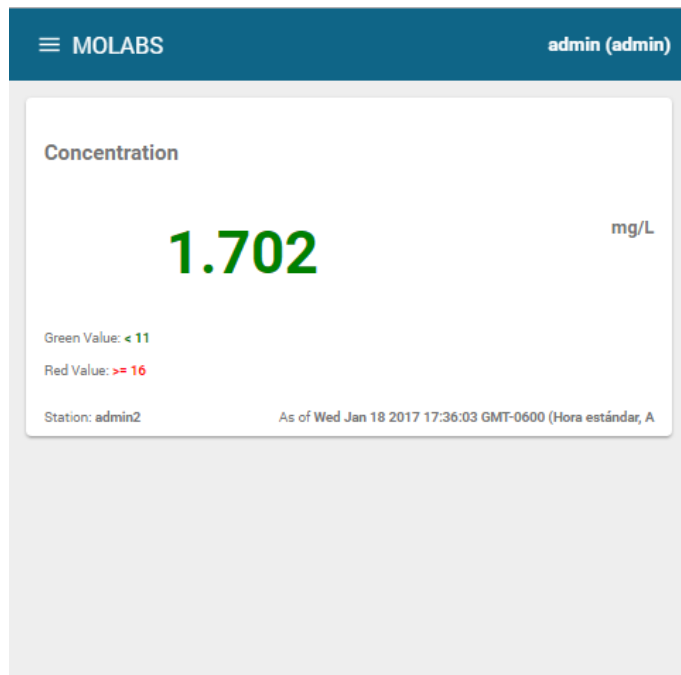 MOLABS admin (admin)
Concentration
mg/L
1.702
Green Value: < 11
Red Value: >= 16
Station: admin2 As of Wed Jan 18 2017 17:36:03 GMT-0600 (Hora estándar, A